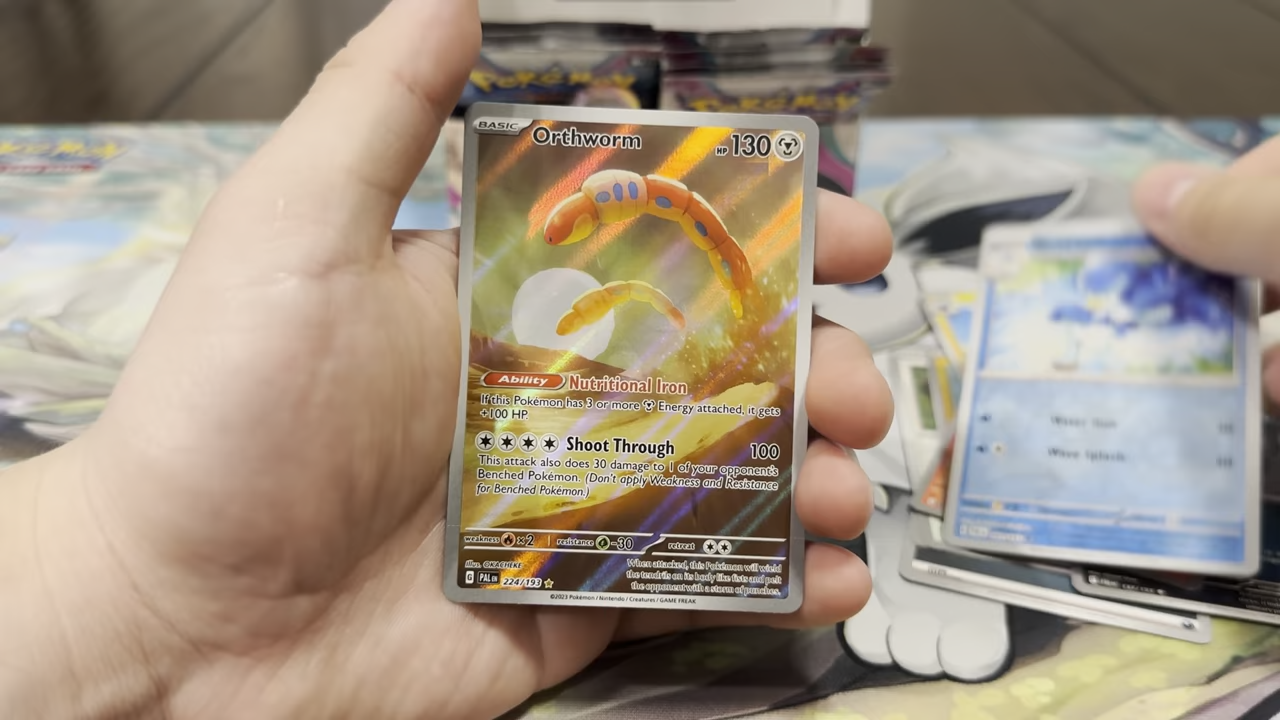 POKéMON
POKéMON
BASIC
Orthworm
HP 130
Ability Nutritional Iron
If this Pokémon has 3 or more Energy attached, it gets
+100 HP.
Shoot Through 100
This attack also does 30 damage to 1 of your opponent's
Benched Pokémon. (Don't apply Weakness and Resistance
for Benched Pokémon.)
weakness ×2 resistance -30 retreat
Illus. OKACHEKE
G PAL EN 224/193
When attacked, this Pokémon will wield
the tendrils on its body like fists and pelt
the opponent with a storm of punches.
©2023 Pokémon / Nintendo / Creatures / GAME FREAK
Water Gun
Wave Splash